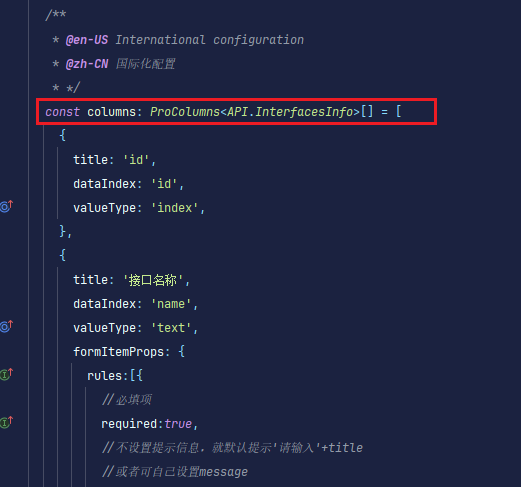 /**
* @en-US International configuration
* @zh-CN 国际化配置
* */
const columns: ProColumns<API.InterfacesInfo>[] = [
{
title: 'id',
dataIndex: 'id',
valueType: 'index',
},
{
title: '接口名称',
dataIndex: 'name',
valueType: 'text',
formItemProps: {
rules:[{
//必填项
required:true,
//不设置提示信息，就默认提示'请输入'+title
//或者可自己设置message